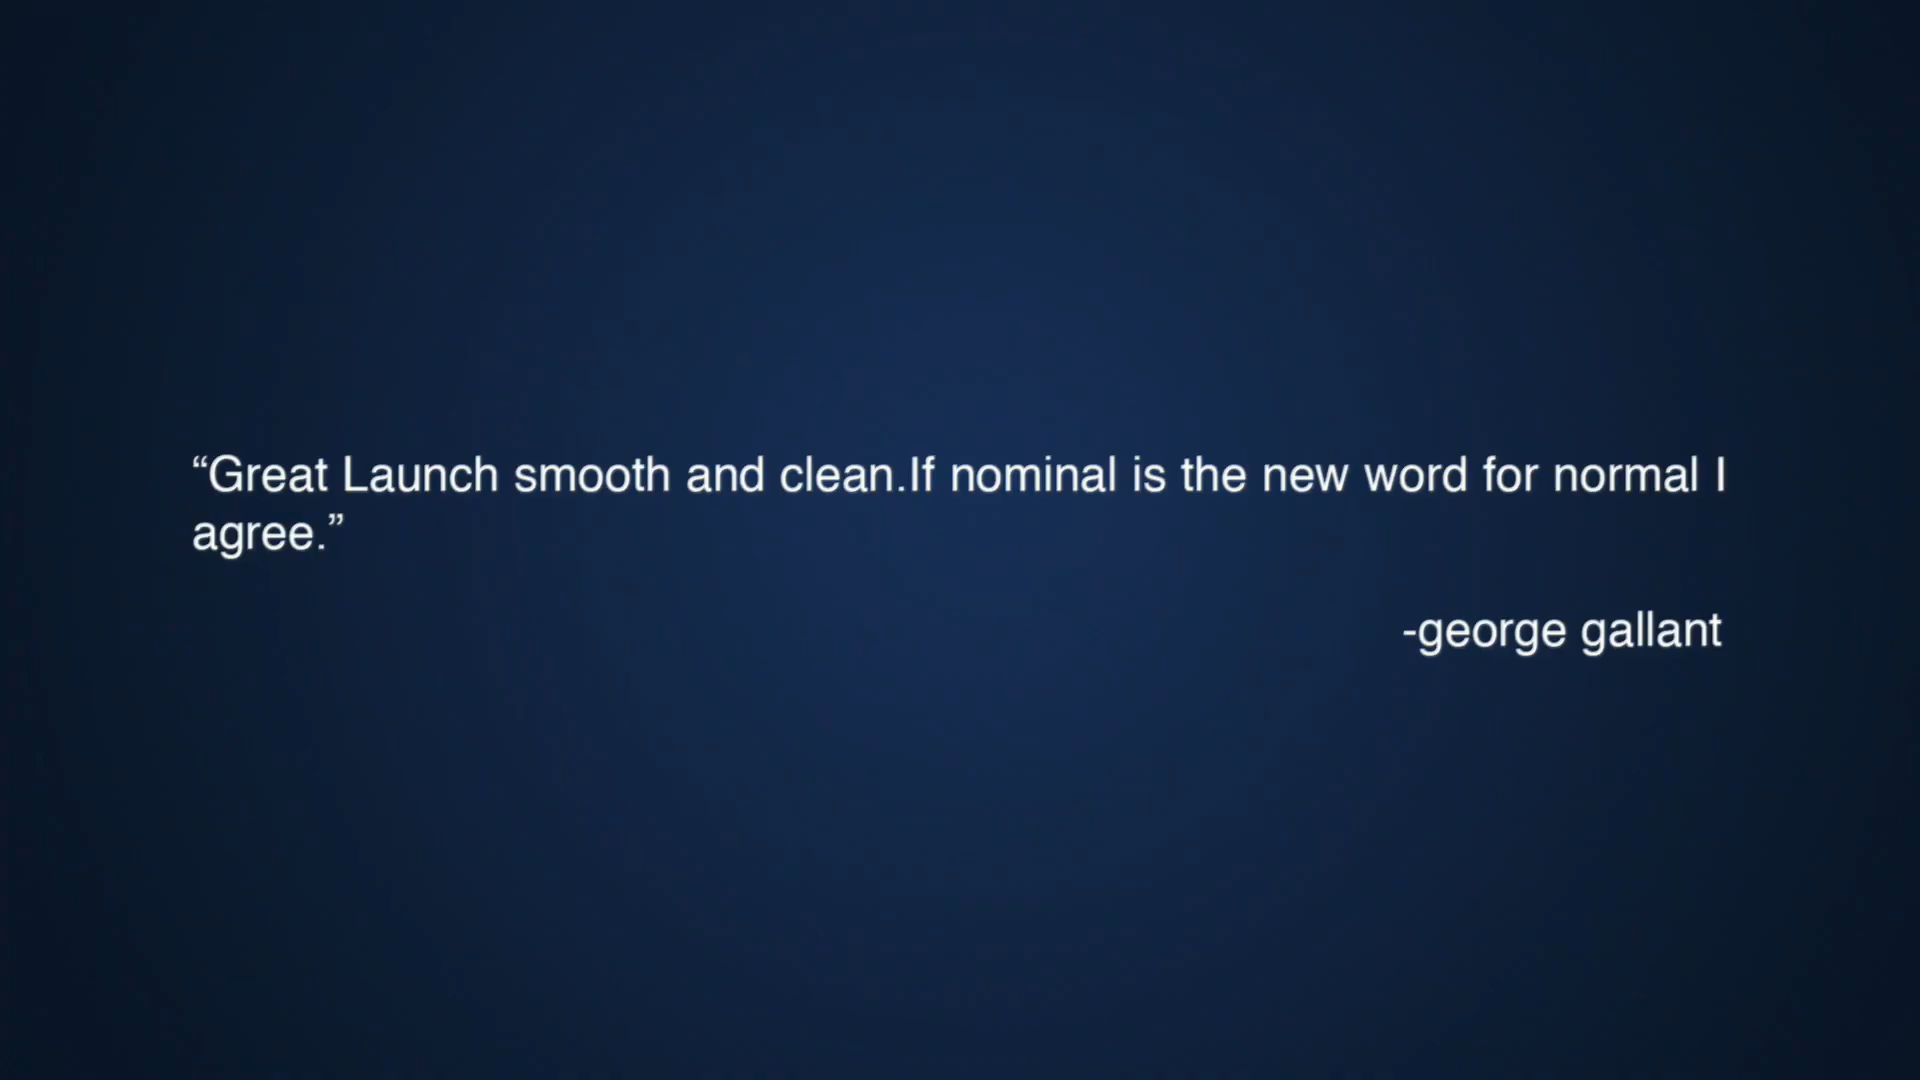 “Great Launch smooth and clean.If nominal is the new word for normal I
agree.”
-george gallant